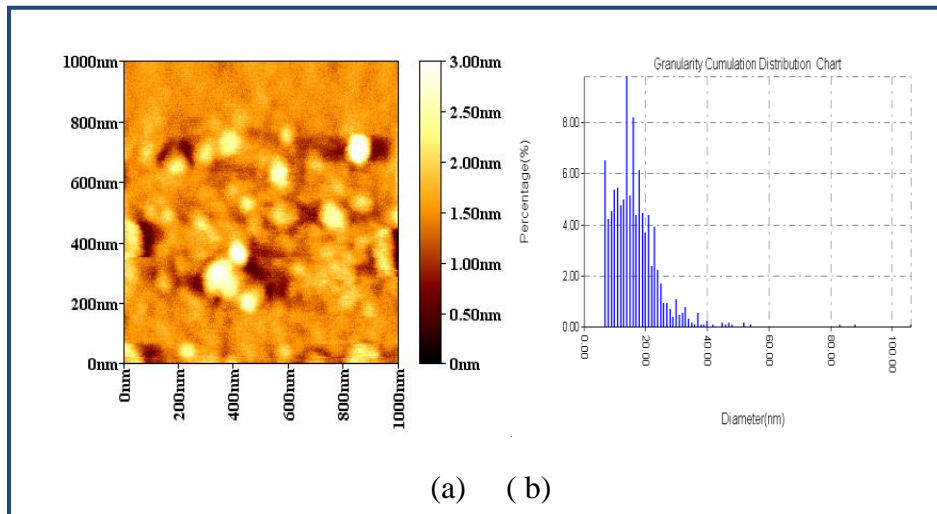 1000nm
800nm
600nm
400nm
200nm
0nm
0nm
200nm
400nm
600nm
800nm
1000nm
3.00nm
2.50nm
2.00nm
1.50nm
1.00nm
0.50nm
0nm
Granularity Cumulation Distribution Chart
Percentage(%)
8.00
6.00
4.00
2.00
0.00
0.00
20.00
40.00
60.00
80.00
100.00
Diameter(nm)
(a) ( b)